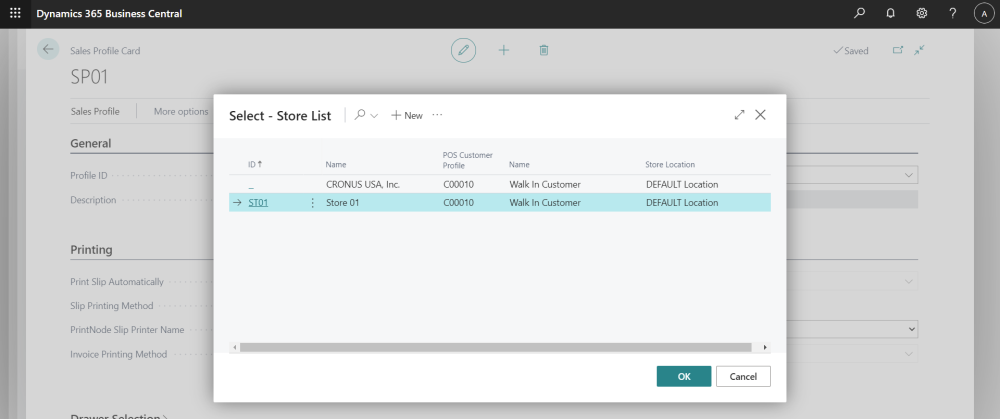 Dynamics 365 Business Central
?
A
Sales Profile Card
Saved
SP01
Sales Profile
More options
General
Profile ID
Description
Printing
Print Slip Automatically
Slip Printing Method
PrintNode Slip Printer Name
Invoice Printing Method
Drawer Selection
Select - Store List
New
ID Name POS Customer Profile Name Store Location
_ CRONUS USA, Inc. C00010 Walk In Customer DEFAULT Location
ST01 Store 01 C00010 Walk In Customer DEFAULT Location
OK Cancel